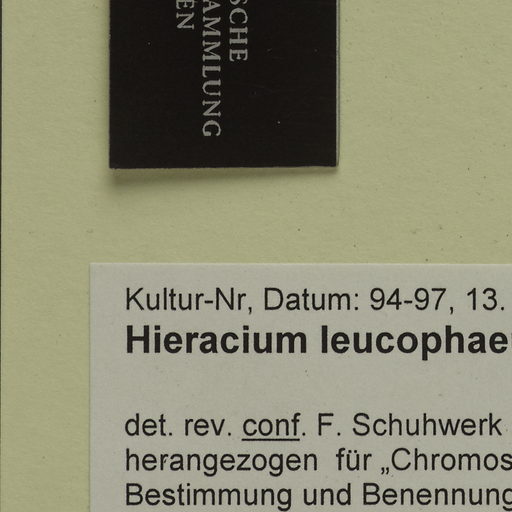 SCHE
AMMLUNG
EN
Kultur-Nr, Datum: 94-97, 13.
Hieracium leucophae
det. rev. conf. F. Schuhwerk
herangezogen für „Chromos
Bestimmung und Benennung